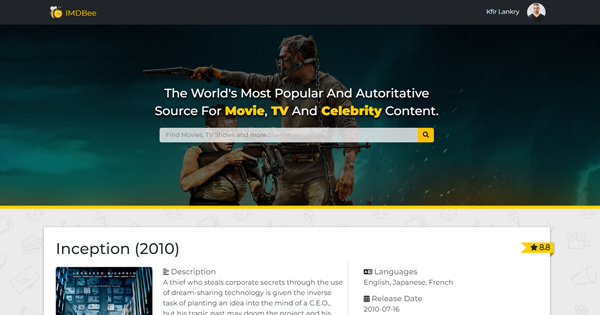 IMDBee
Kfir Lankry
The World's Most Popular And Autoritative
Source For Movie, TV And Celebrity Content.
Find Movies, TV Shows and more...
Inception (2010)
8.8
LEONARDO DiCAPRIO
Description
A thief who steals corporate secrets through the use
of dream-sharing technology is given the inverse
task of planting an idea into the mind of a C.E.O.,
but his tragic past may doom the project and his
Languages
English, Japanese, French
Release Date
2010-07-16